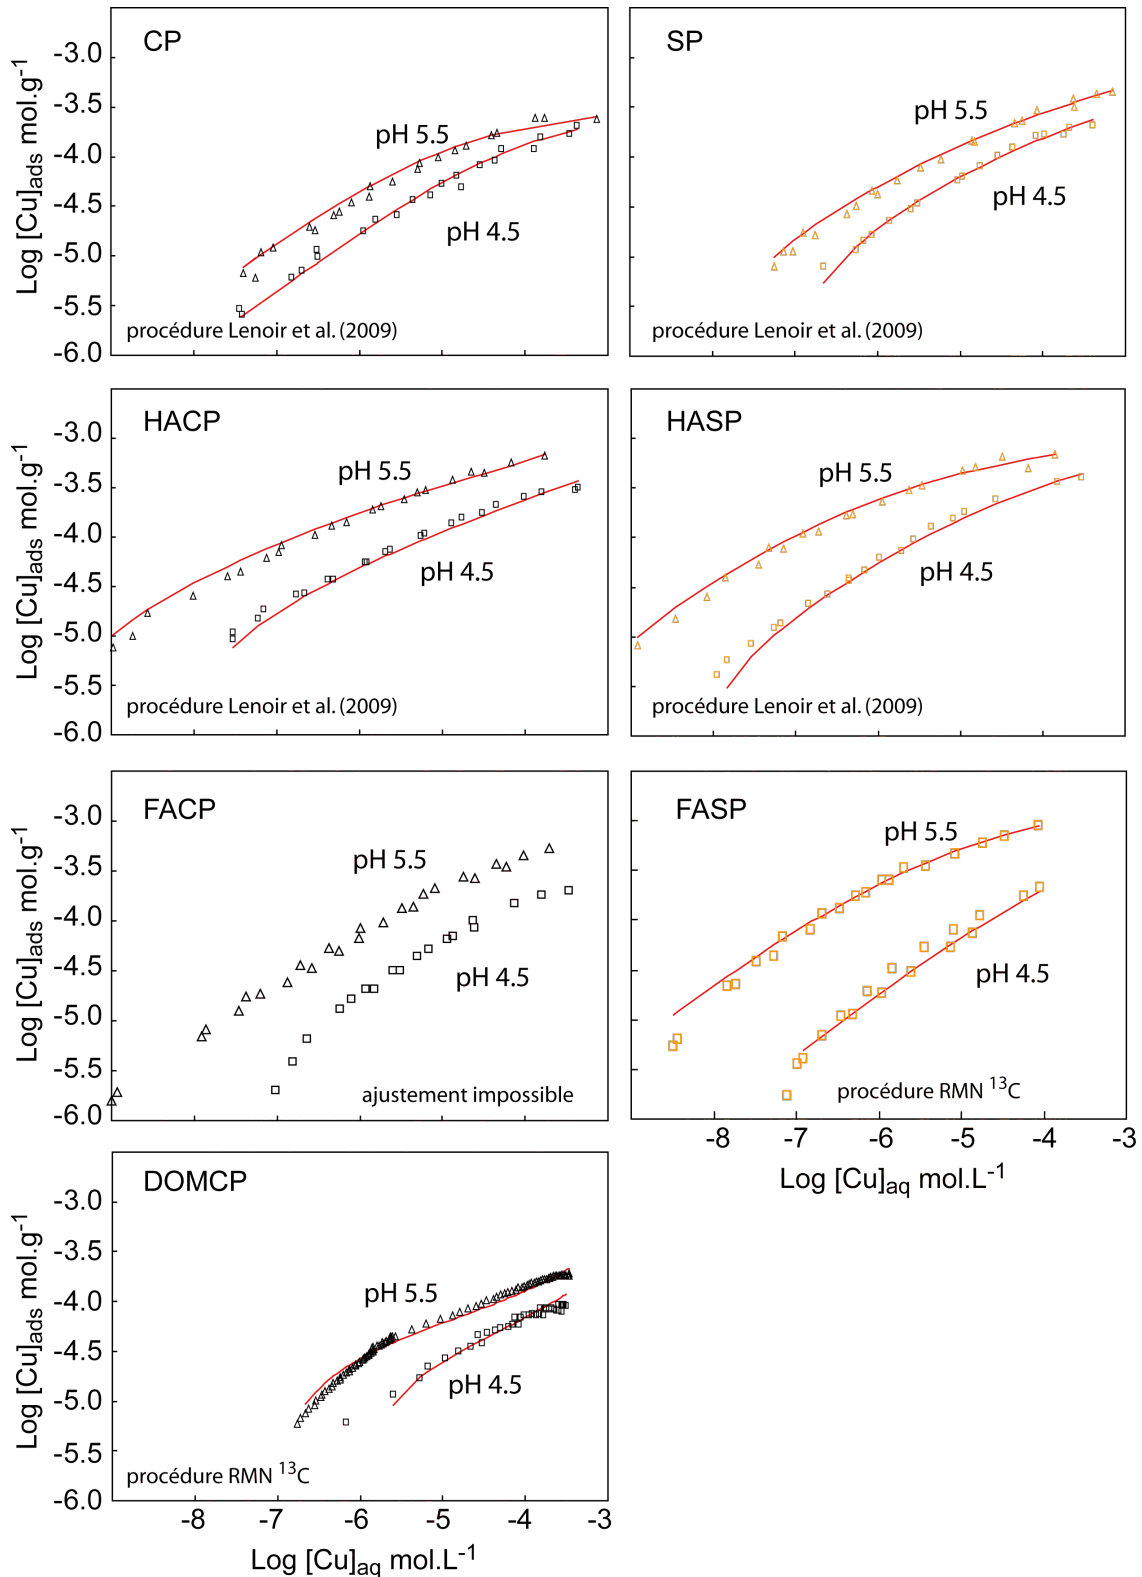 CP
SP
-3.0
-3.5
-4.0
-4.5
-5.0
-5.5
-6.0
Log [Cu]ads mol.g-1
pH 5.5
pH 4.5
procédure Lenoir et al. (2009)
pH 5.5
pH 4.5
procédure Lenoir et al. (2009)
HACP
HASP
-3.0
-3.5
-4.0
-4.5
-5.0
-5.5
-6.0
Log [Cu]ads mol.g-1
pH 5.5
pH 4.5
procédure Lenoir et al. (2009)
pH 5.5
pH 4.5
procédure Lenoir et al. (2009)
FACP
FASP
-3.0
-3.5
-4.0
-4.5
-5.0
-5.5
-6.0
Log [Cu]ads mol.g-1
pH 5.5
pH 4.5
ajustement impossible
pH 5.5
pH 4.5
procédure RMN 13C
-8 -7 -6 -5 -4 -3
Log [Cu]aq mol.L-1
DOMCP
-3.0
-3.5
-4.0
-4.5
-5.0
-5.5
-6.0
Log [Cu]ads mol.g-1
pH 5.5
pH 4.5
procédure RMN 13C
-8 -7 -6 -5 -4 -3
Log [Cu]aq mol.L-1